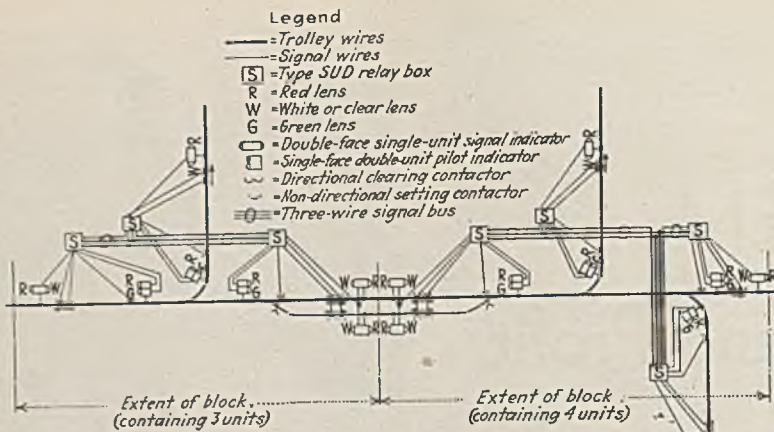 Legend
=Trolley wires
=Signal wires
S =Type SUD relay box
R =Red lens
W =White or clear lens
G =Green lens
=Double-face single-unit signal indicator
=Single-face double-unit pilot indicator
=Directional clearing contactor
=Non-directional setting contactor
=Three-wire signal bus
R
W
R
W
S
S
S
S
S
S
R
G
R
W
R
G
R
G
W
R
R
W
R
G
R
G
W
R
W
R
R
W
G
S
Extent of block
(containing 3 units)
Extent of block
(containing 4 units)